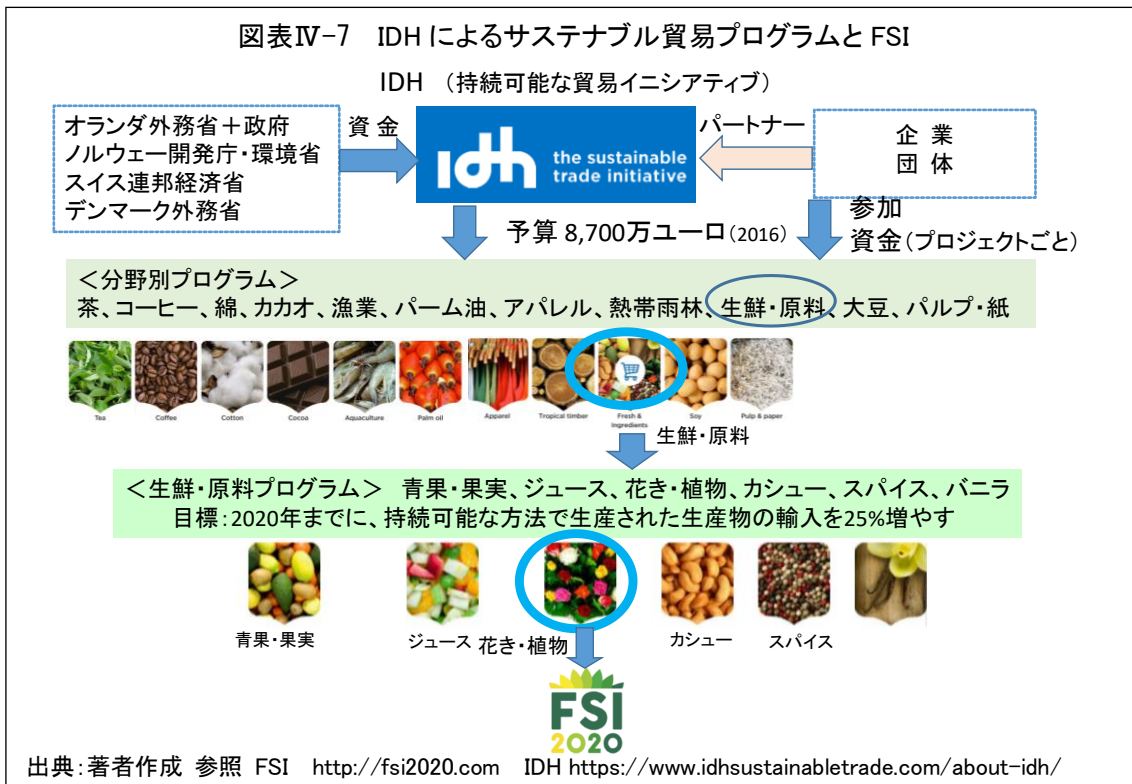 図表Ⅳ-7 IDH によるサステナブル貿易プログラムと FSI
IDH （持続可能な貿易イニシアティブ）
オランダ外務省＋政府
ノルウェー開発庁・環境省
スイス連邦経済省
デンマーク外務省
資 金
idh the sustainable
trade initiative
パートナー
企 業
団 体
予算 8,700万ユーロ(2016)
参加
資金(プロジェクトごと)
＜分野別プログラム＞
茶、コーヒー、綿、カカオ、漁業、パーム油、アパレル、熱帯雨林、生鮮・原料、大豆、パルプ・紙
Tea Coffee Cotton Cocoa Aquaculture Palm oil Apparel Tropical timber Fresh & Soy Pulp & paper
Ingredients
生鮮・原料
＜生鮮・原料プログラム＞ 青果・果実、ジュース、花き・植物、カシュー、スパイス、バニラ
目標：2020年までに、持続可能な方法で生産された生産物の輸入を25%増やす
青果・果実 ジュース 花き・植物 カシュー スパイス
FSI
2020
出典：著者作成 参照 FSI http://fsi2020.com IDH https://www.idhsustainabletrade.com/about-idh/